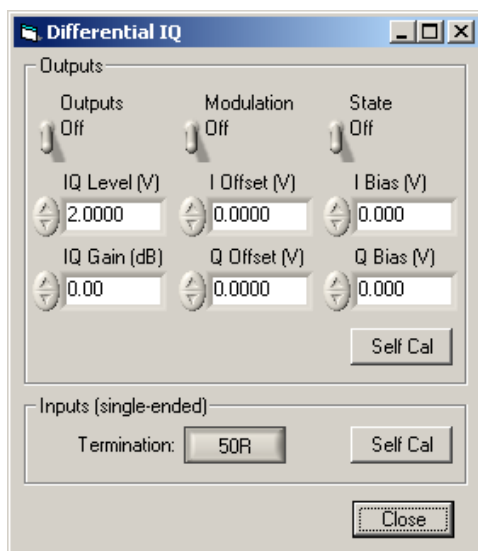 Differential IQ
Outputs
Outputs Modulation State
Off Off Off
IQ Level (V) I Offset (V) I Bias (V)
2.0000 0.0000 0.000
IQ Gain (dB) Q Offset (V) Q Bias (V)
0.00 0.0000 0.000
Self Cal
Inputs (single-ended)
Termination: 50R Self Cal
Close